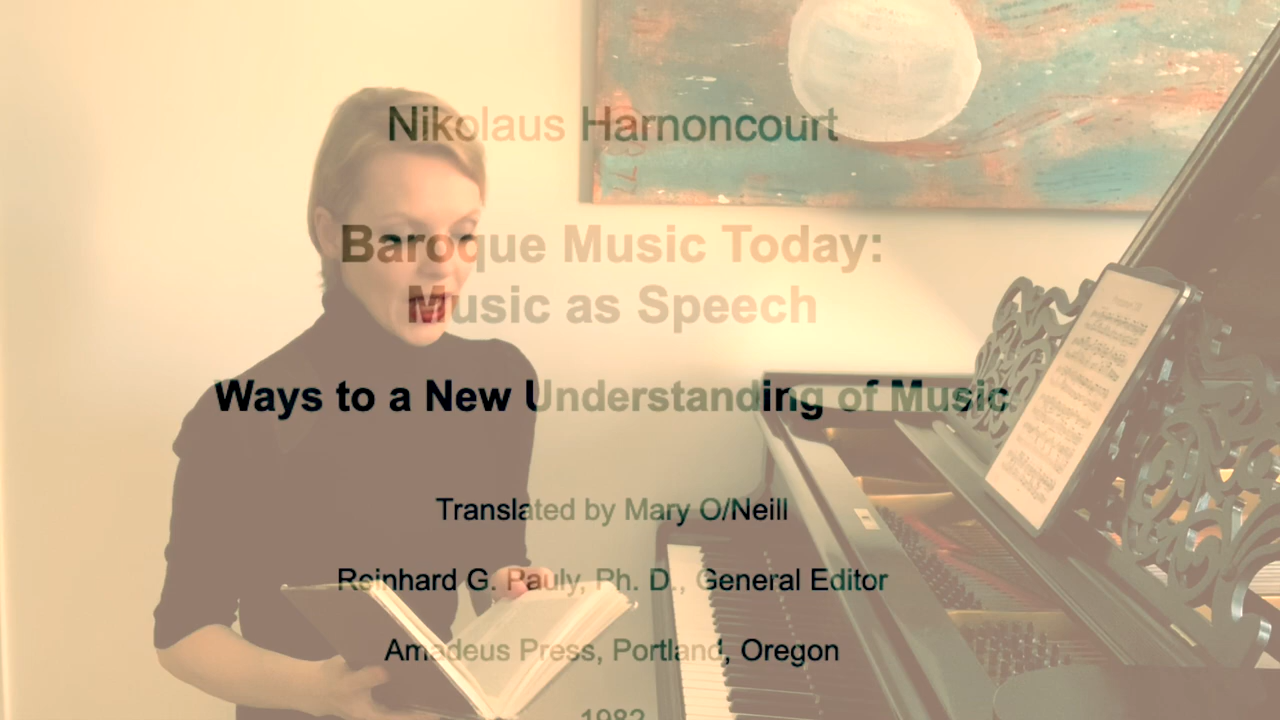 Nikolaus Harnoncourt
Baroque Music Today:
Music as Speech
Ways to a New Understanding of Music
Translated by Mary O/Neill
Reinhard G. Pauly, Ph. D., General Editor
Amadeus Press, Portland, Oregon
1982